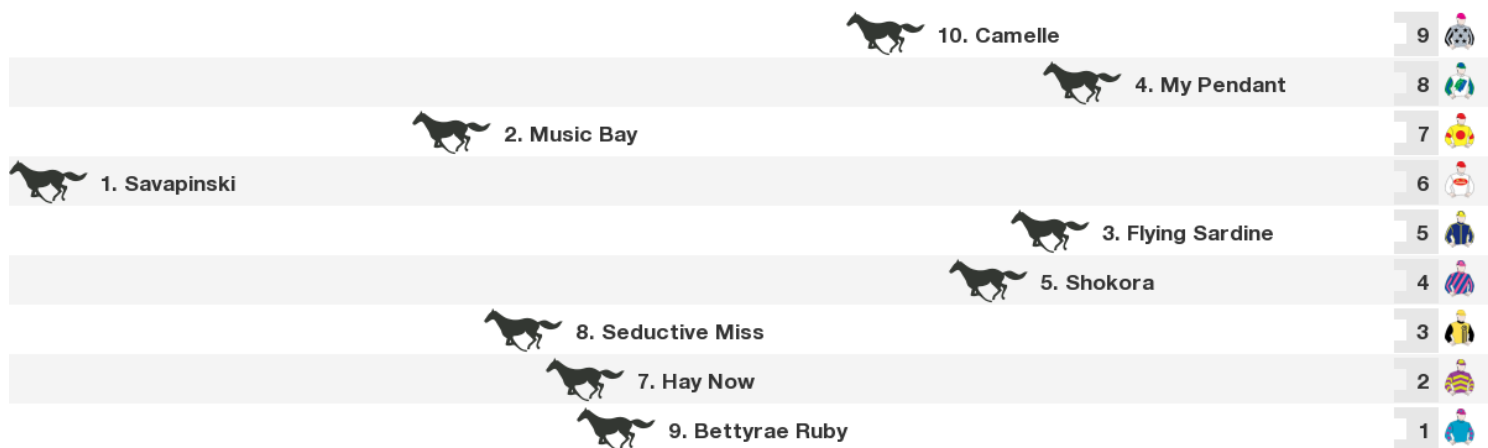 10. Camelle 9
4. My Pendant 8
2. Music Bay 7
1. Savapinski 6
3. Flying Sardine 5
5. Shokora 4
8. Seductive Miss 3
7. Hay Now 2
9. Bettyrae Ruby 1